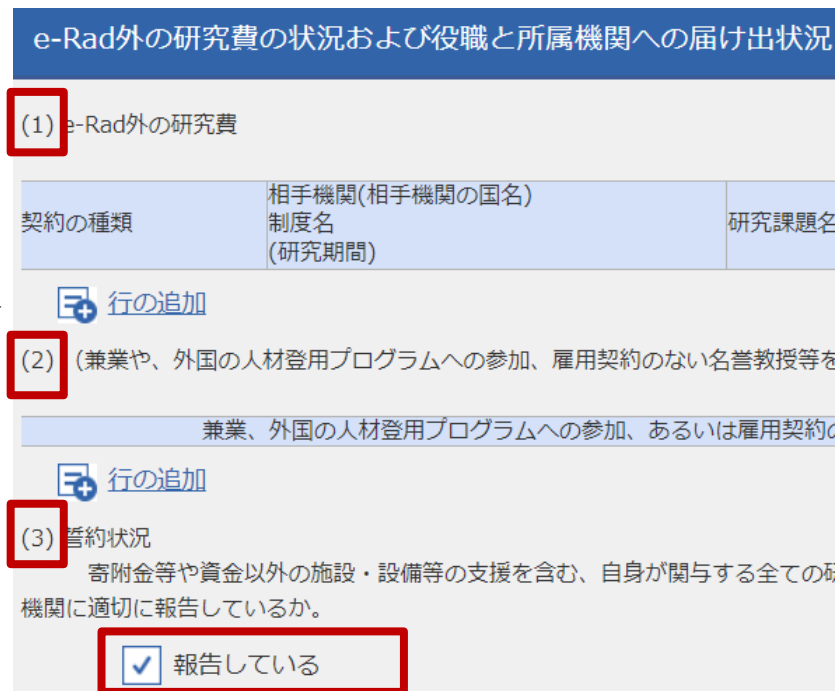 e-Rad外の研究費の状況および役職と所属機関への届け出状況
(1) e-Rad外の研究費
契約の種類
相手機関(相手機関の国名)
制度名
(研究期間)
研究課題名
行の追加
(2) (兼業や、外国の人材登用プログラムへの参加、雇用契約のない名誉教授等を
兼業、外国の人材登用プログラムへの参加、あるいは雇用契約の
行の追加
(3) 誓約状況
寄附金等や資金以外の施設・設備等の支援を含む、自身が関与する全ての研
機関に適切に報告しているか。
報告している